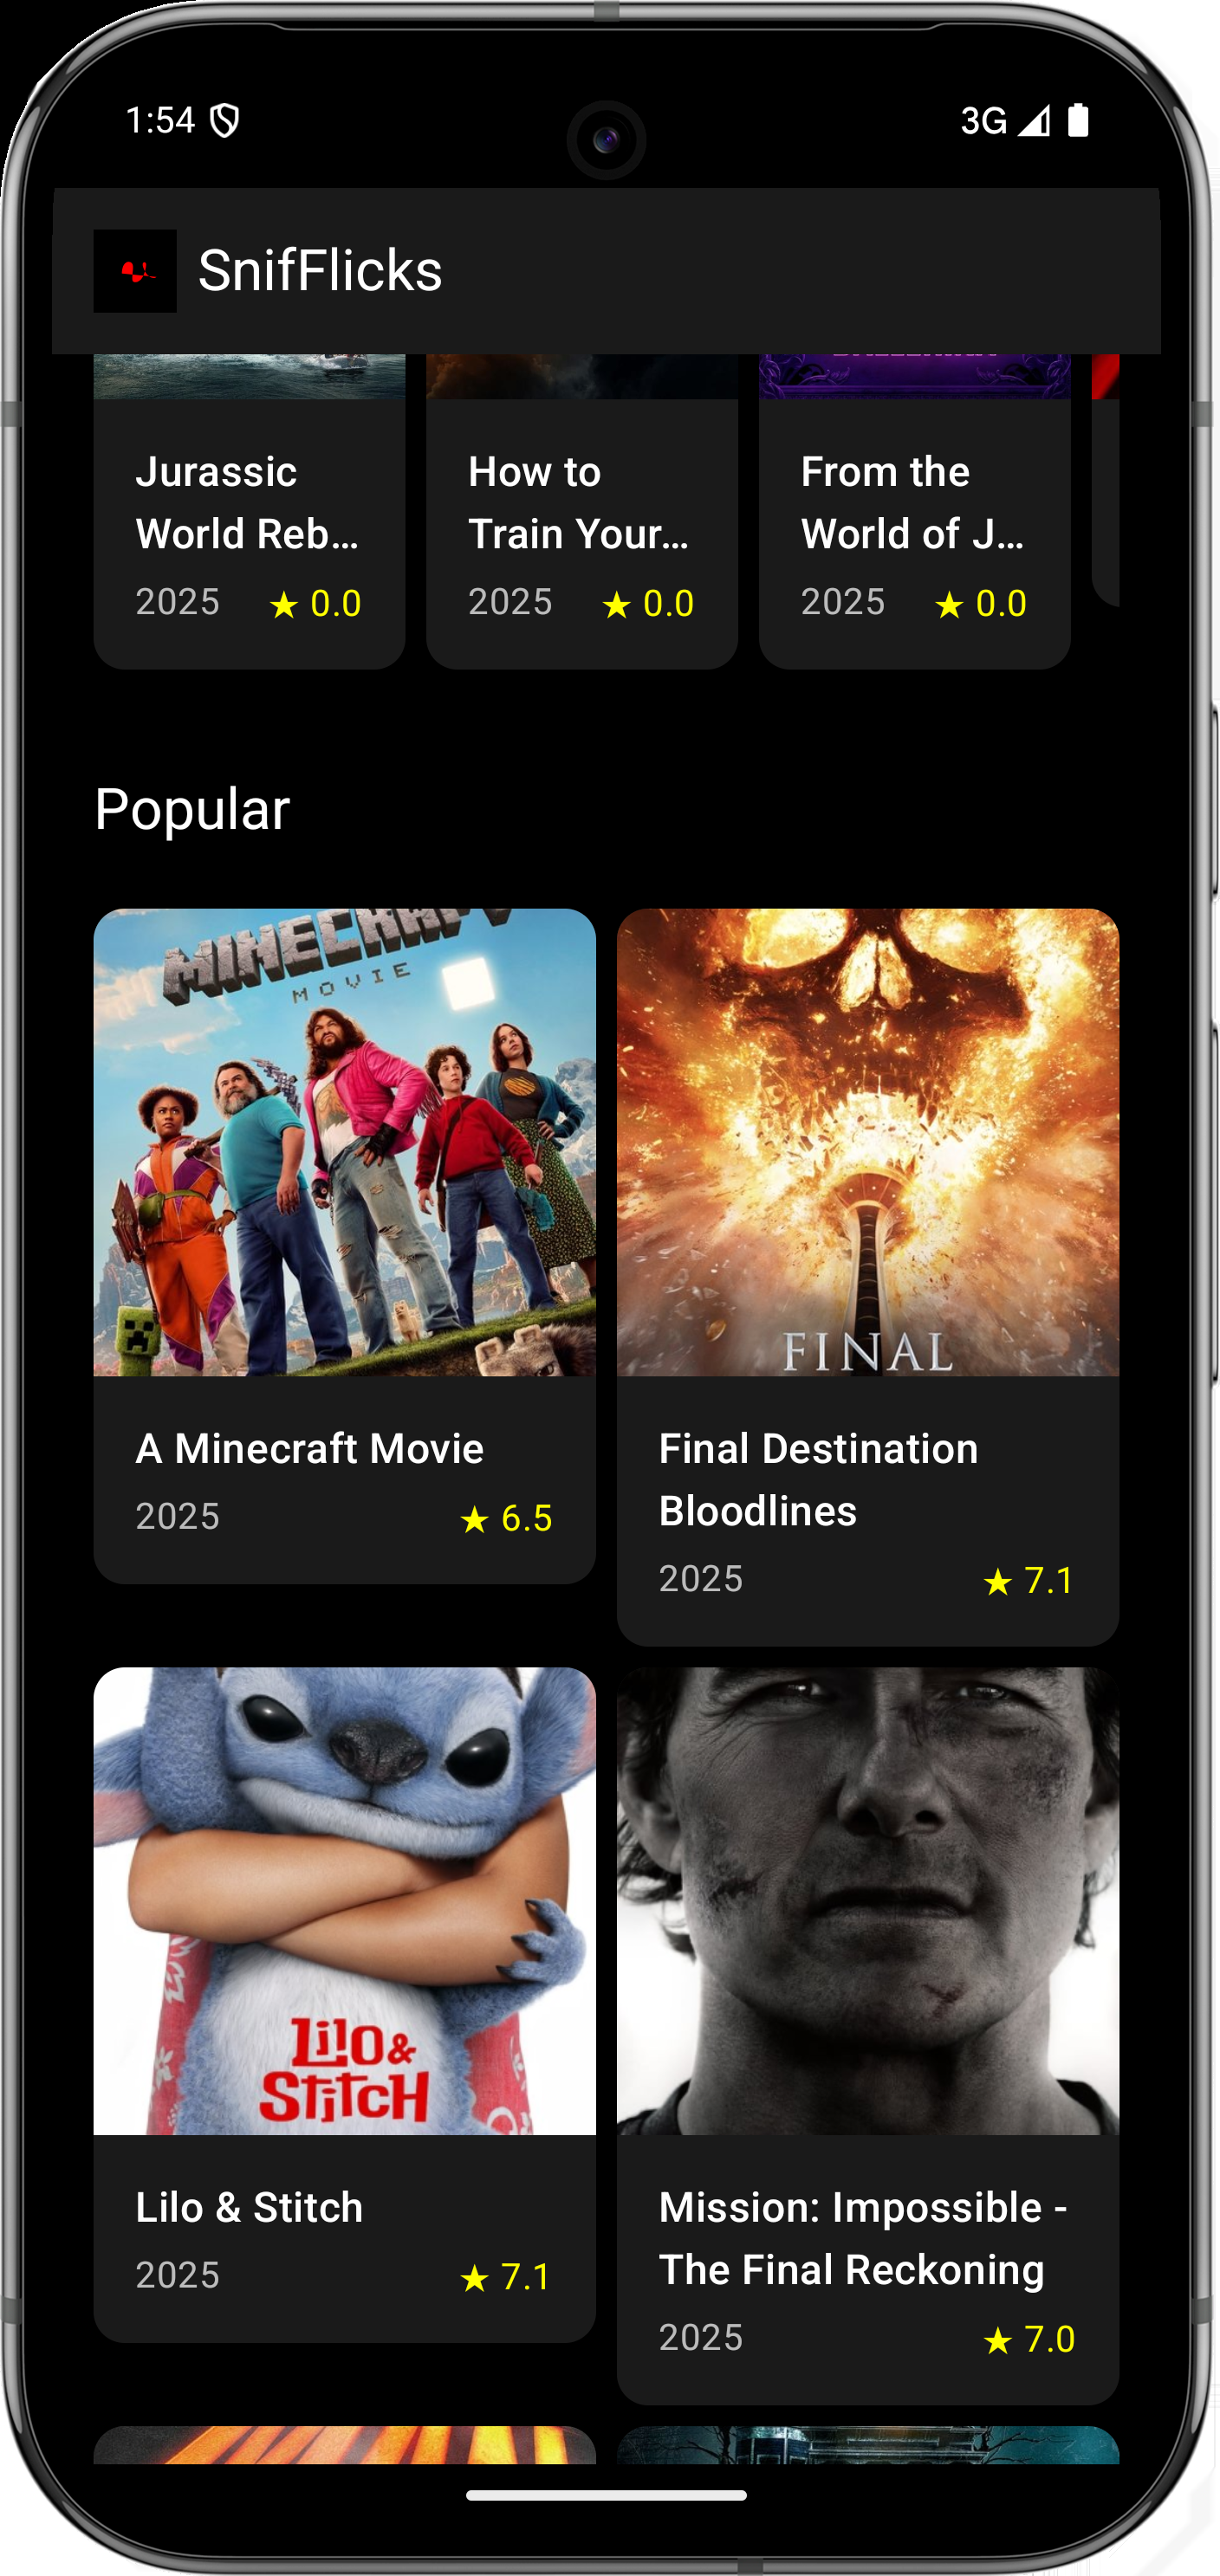 1:54 3G
SnifFlicks
Jurassic
World Reb...
2025 ★ 0.0
How to
Train Your...
2025 ★ 0.0
From the
World of J...
2025 ★ 0.0
Popular
MINECRAFT
MOVIE
A Minecraft Movie
2025 ★ 6.5
FINAL
Final Destination
Bloodlines
2025 ★ 7.1
Lilo &
Stitch
Lilo & Stitch
2025 ★ 7.1
Mission: Impossible -
The Final Reckoning
2025 ★ 7.0